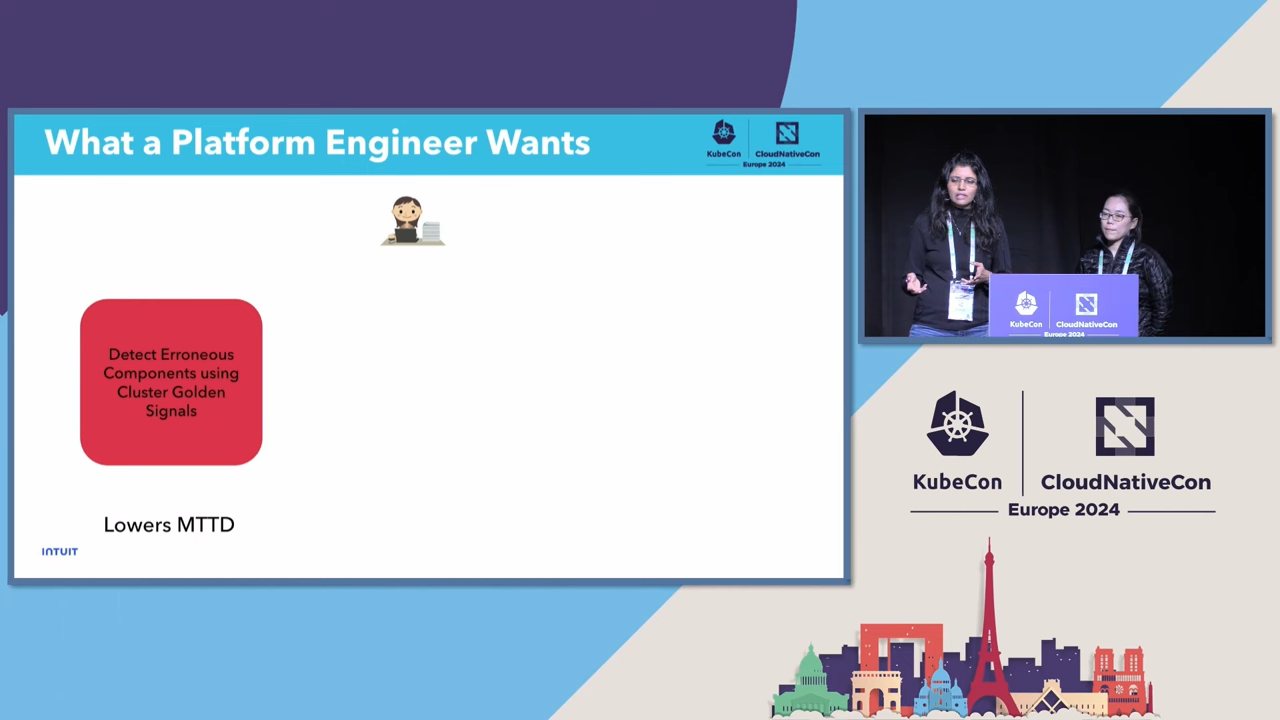 What a Platform Engineer Wants
KubeCon
CloudNativeCon
Europe 2024
Detect Erroneous
Components using
Cluster Golden
Signals
Lowers MTTD
INTUIT
KubeCon
CloudNativeCon
Europe 2024
KubeCon
CloudNativeCon
Europe 2024